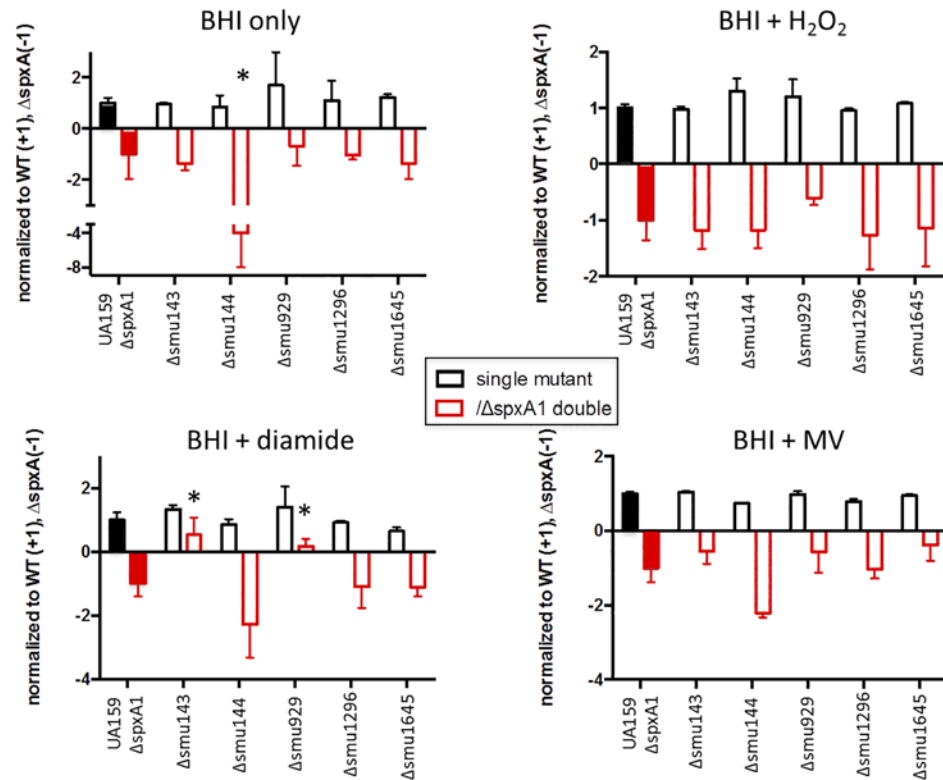 BHI only
normalized to WT (+1), ΔspxA(-1)
2
0
-2
-4
-8
*
UA159
ΔspxA1
Δsmu143
Δsmu144
Δsmu929
Δsmu1296
Δsmu1645
BHI + H₂O₂
normalized to WT (+1), ΔspxA(-1)
2
1
0
-1
-2
UA159
ΔspxA1
Δsmu143
Δsmu144
Δsmu929
Δsmu1296
Δsmu1645
single mutant
/ΔspxA1 double
BHI + diamide
normalized to WT (+1), ΔspxA(-1)
2
0
-2
-4
*
*
UA159
ΔspxA1
Δsmu143
Δsmu144
Δsmu929
Δsmu1296
Δsmu1645
BHI + MV
normalized to WT (+1), ΔspxA(-1)
2
0
-2
-4
UA159
ΔspxA1
Δsmu143
Δsmu144
Δsmu929
Δsmu1296
Δsmu1645